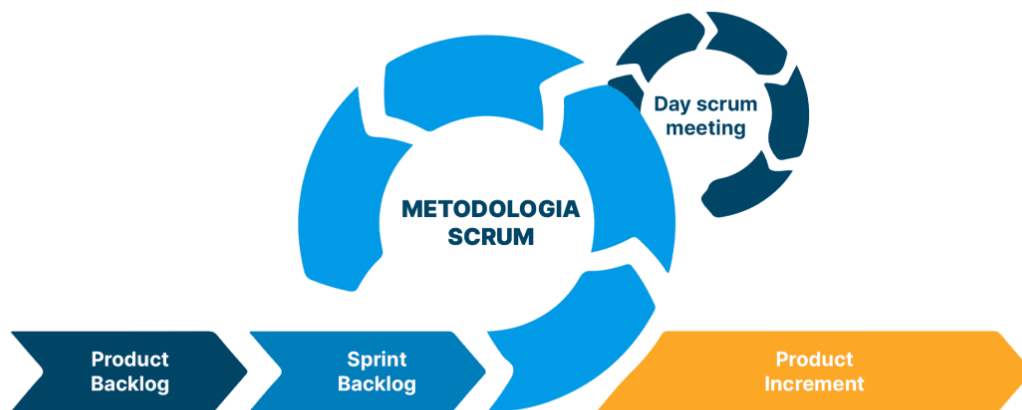 Day scrum
meeting
METODOLOGIA
SCRUM
Product
Backlog
Sprint
Backlog
Product
Increment